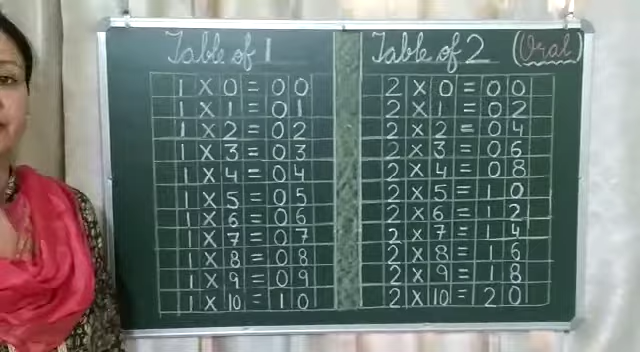 Table of 1
1 X 0 = 0 0
1 X 1 = 0 1
1 X 2 = 0 2
1 X 3 = 0 3
1 X 4 = 0 4
1 X 5 = 0 5
1 X 6 = 0 6
1 X 7 = 0 7
1 X 8 = 0 8
1 X 9 = 0 9
1 X 10 = 1 0
Table of 2 (Oral)
2 X 0 = 0 0
2 X 1 = 0 2
2 X 2 = 0 4
2 X 3 = 0 6
2 X 4 = 0 8
2 X 5 = 1 0
2 X 6 = 1 2
2 X 7 = 1 4
2 X 8 = 1 6
2 X 9 = 1 8
2 X 10 = 2 0